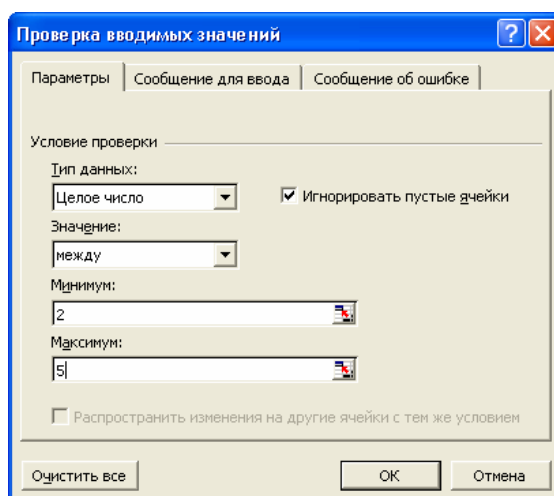 Проверка вводимых значений
Параметры Сообщение для ввода Сообщение об ошибке
Условие проверки
Тип данных:
Целое число Игнорировать пустые ячейки
Значение:
между
Минимум:
2
Максимум:
5
Распространить изменения на другие ячейки с тем же условием
Очистить все ОК Отмена